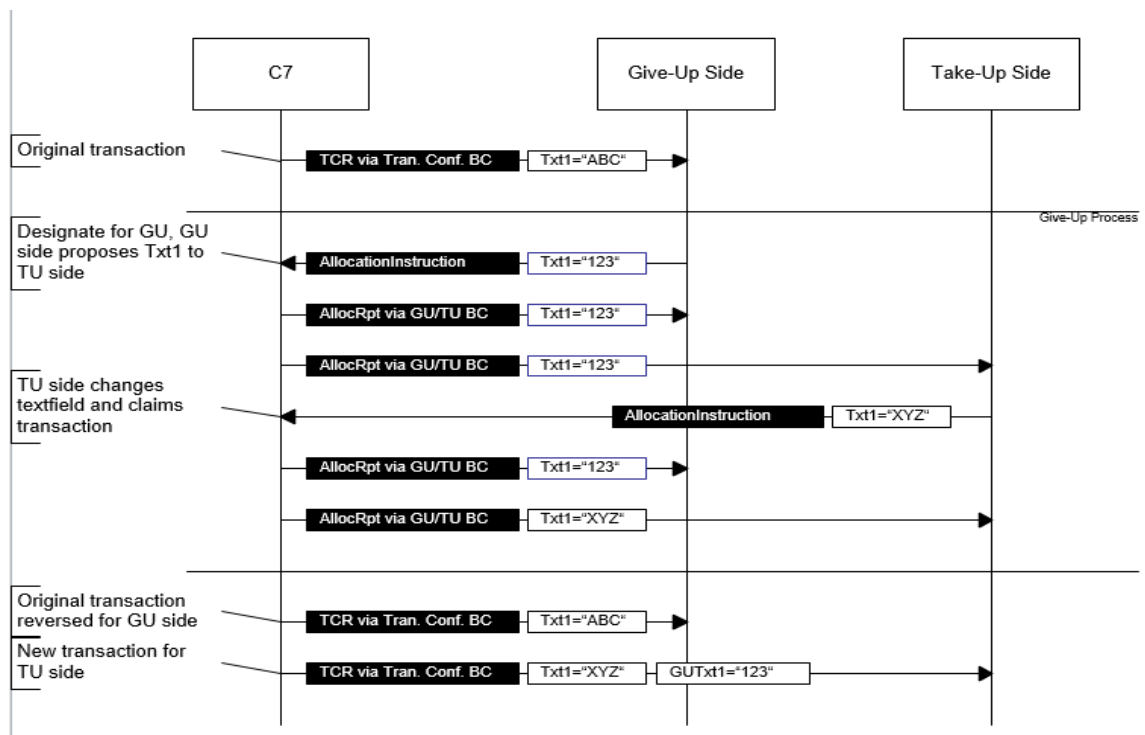 C7
Give-Up Side
Take-Up Side
Original transaction
TCR via Tran. Conf. BC
Txt1="ABC"
Give-Up Process
Designate for GU, GU
side proposes Txt1 to
TU side
AllocationInstruction
Txt1="123"
AllocRpt via GU/TU BC
Txt1="123"
AllocRpt via GU/TU BC
Txt1="123"
TU side changes
textfield and claims
transaction
AllocationInstruction
Txt1="XYZ"
AllocRpt via GU/TU BC
Txt1="123"
AllocRpt via GU/TU BC
Txt1="XYZ"
Original transaction
reversed for GU side
TCR via Tran. Conf. BC
Txt1="ABC"
New transaction for
TU side
TCR via Tran. Conf. BC
Txt1="XYZ"
GUTxt1="123"